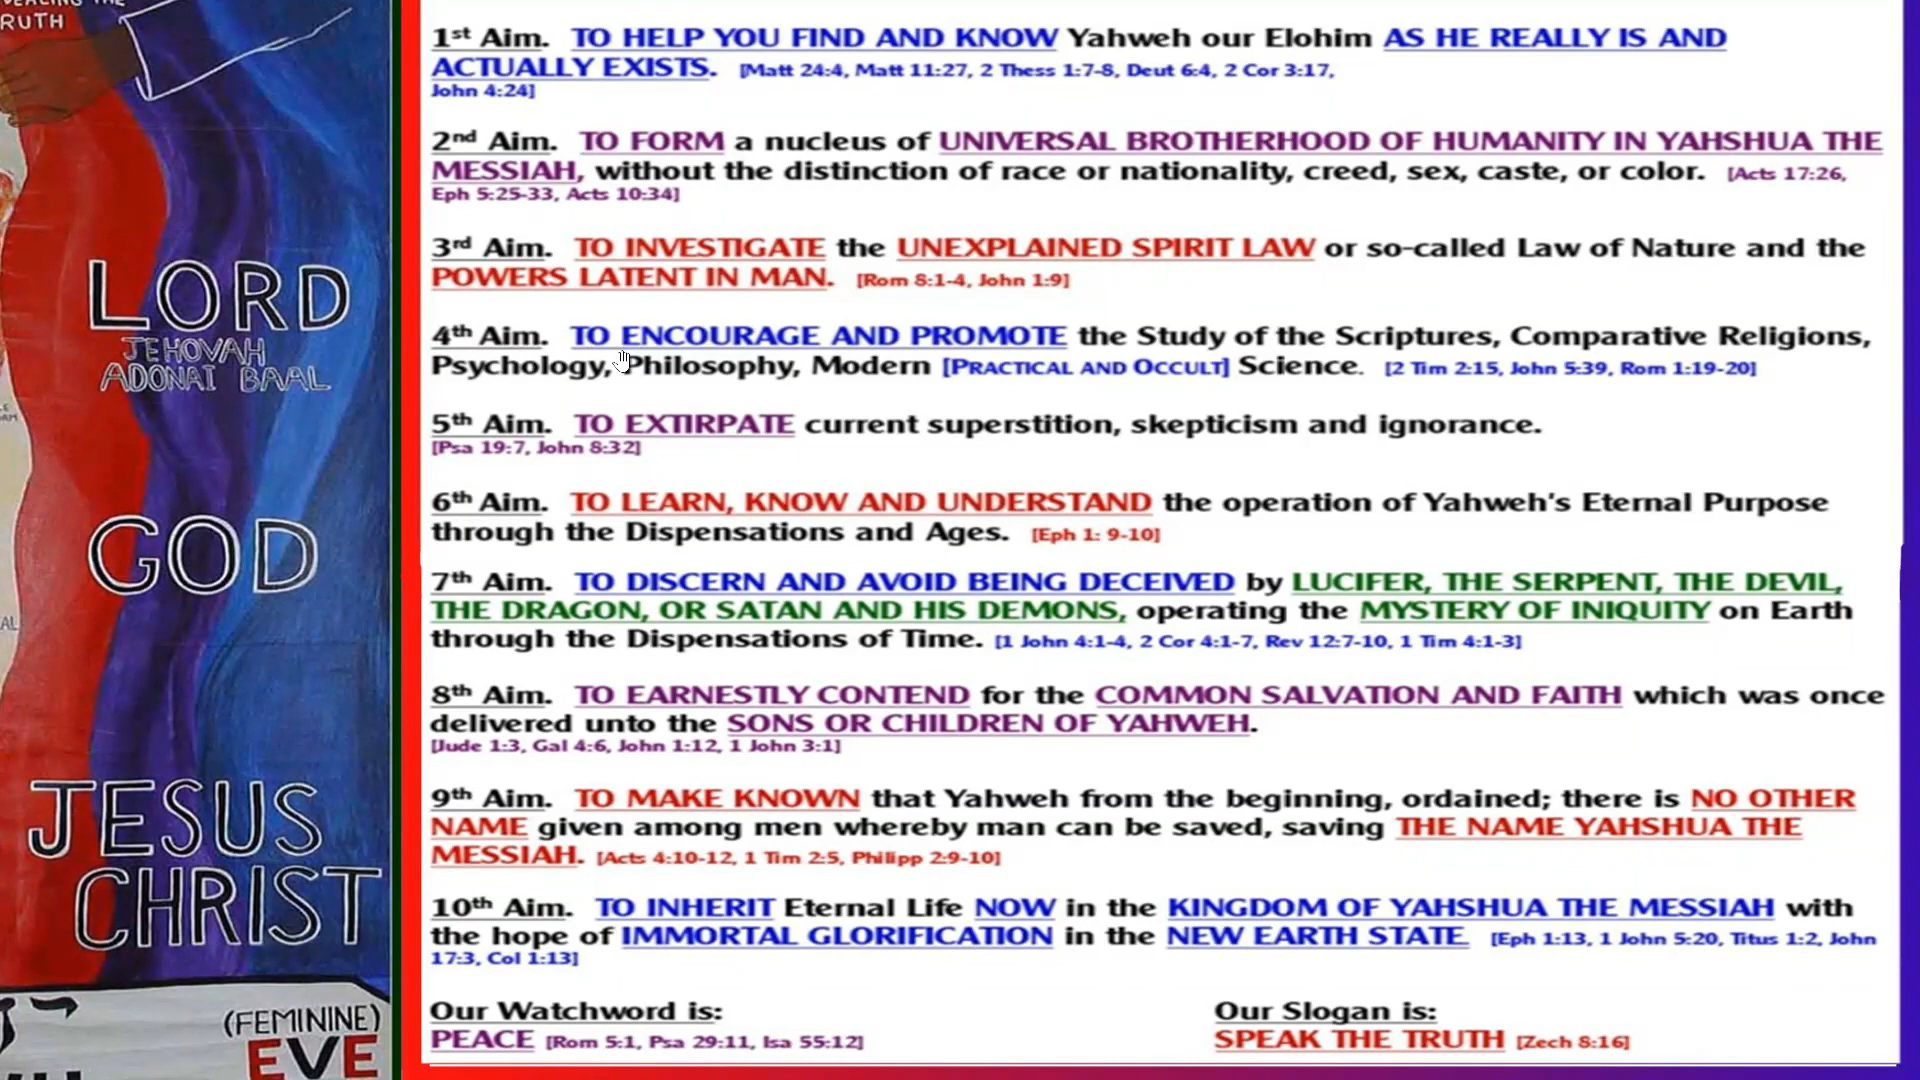 REVEALING THE
TRUTH
LORD
JEHOVAH
ADONAI BAAL
GOD
JESUS
CHRIST
(FEMININE)
EVE
1st Aim. TO HELP YOU FIND AND KNOW Yahweh our Elohim AS HE REALLY IS AND
ACTUALLY EXISTS. [Matt 24:4, Matt 11:27, 2 Thess 1:7-8, Deut 6:4, 2 Cor 3:17,
John 4:24]
2nd Aim. TO FORM a nucleus of UNIVERSAL BROTHERHOOD OF HUMANITY IN YAHSHUA THE
MESSIAH, without the distinction of race or nationality, creed, sex, caste, or color. [Acts 17:26,
Eph 5:25-33, Acts 10:34]
3rd Aim. TO INVESTIGATE the UNEXPLAINED SPIRIT LAW or so-called Law of Nature and the
POWERS LATENT IN MAN. [Rom 8:1-4, John 1:9]
4th Aim. TO ENCOURAGE AND PROMOTE the Study of the Scriptures, Comparative Religions,
Psychology, Philosophy, Modern [PRACTICAL AND OCCULT] Science. [2 Tim 2:15, John 5:39, Rom 1:19-20]
5th Aim. TO EXTIRPATE current superstition, skepticism and ignorance.
[Psa 19:7, John 8:32]
6th Aim. TO LEARN, KNOW AND UNDERSTAND the operation of Yahweh's Eternal Purpose
through the Dispensations and Ages. [Eph 1: 9-10]
7th Aim. TO DISCERN AND AVOID BEING DECEIVED by LUCIFER, THE SERPENT, THE DEVIL,
THE DRAGON, OR SATAN AND HIS DEMONS, operating the MYSTERY OF INIQUITY on Earth
through the Dispensations of Time. [1 John 4:1-4, 2 Cor 4:1-7, Rev 12:7-10, 1 Tim 4:1-3]
8th Aim. TO EARNESTLY CONTEND for the COMMON SALVATION AND FAITH which was once
delivered unto the SONS OR CHILDREN OF YAHWEH.
[Jude 1:3, Gal 4:6, John 1:12, 1 John 3:1]
9th Aim. TO MAKE KNOWN that Yahweh from the beginning, ordained; there is NO OTHER
NAME given among men whereby man can be saved, saving THE NAME YAHSHUA THE
MESSIAH. [Acts 4:10-12, 1 Tim 2:5, Philipp 2:9-10]
10th Aim. TO INHERIT Eternal Life NOW in the KINGDOM OF YAHSHUA THE MESSIAH with
the hope of IMMORTAL GLORIFICATION in the NEW EARTH STATE [Eph 1:13, 1 John 5:20, Titus 1:2, John
17:3, Col 1:13]
Our Watchword is:
PEACE [Rom 5:1, Psa 29:11, Isa 55:12]
Our Slogan is:
SPEAK THE TRUTH [Zech 8:16]